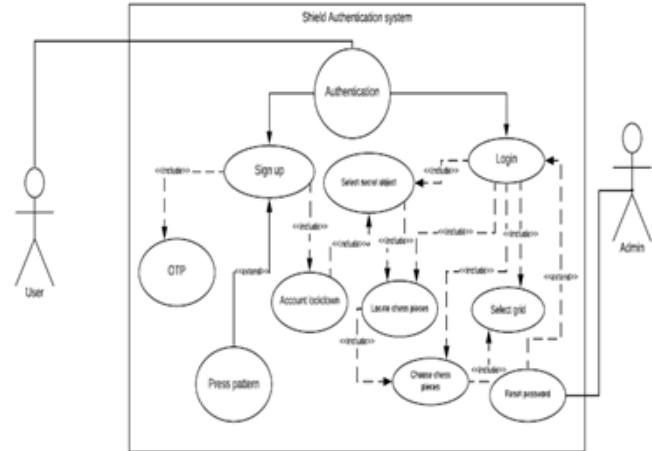 Shield Authentication system
Authentication
Sign up
Login
Select secret object
<<include>>
<<include>>
<<include>>
<<include>>
<<include>>
<<include>>
<<include>>
OTP
<<extend>>
<<extend>>
Account lockdown
Locate chess pieces
<<include>>
Select grid
User
Admin
<<include>>
<<include>>
Press pattern
Choose chess
pieces
Reset password